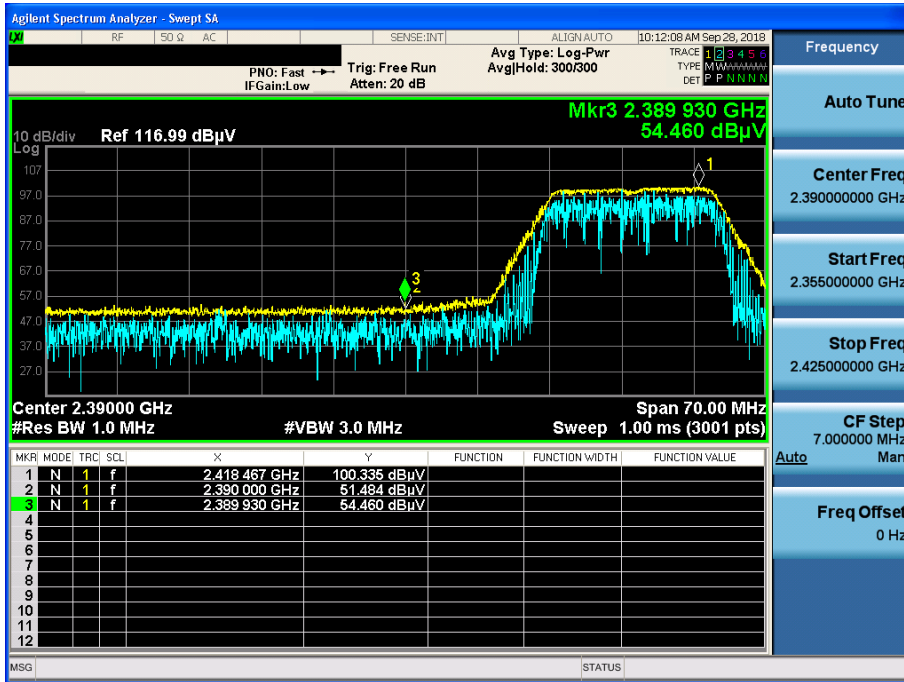 Agilent Spectrum Analyzer - Swept SA
LXI RF 50 Ω AC SENSE:INT ALIGN AUTO 10:12:08 AM Sep 28, 2018
PNO: Fast Trig: Free Run Avg Type: Log-Pwr TRACE 1 2 3 4 5 6
IFGain:Low Atten: 20 dB Avg|Hold: 300/300 TYPE M W W W W W W
DET P P N N N N
Mkr3 2.389 930 GHz
54.460 dBµV
10 dB/div Ref 116.99 dBµV
Log
107
97.0
87.0
77.0
67.0
57.0
47.0
37.0
27.0
1
3
2
Center 2.39000 GHz Span 70.00 MHz
#Res BW 1.0 MHz #VBW 3.0 MHz Sweep 1.00 ms (3001 pts)
MKR MODE TRC SCL X Y FUNCTION FUNCTION WIDTH FUNCTION VALUE
1 N 1 f 2.418 467 GHz 100.335 dBµV
2 N 1 f 2.390 000 GHz 51.484 dBµV
3 N 1 f 2.389 930 GHz 54.460 dBµV
4
5
6
7
8
9
10
11
12
MSG STATUS
Frequency
Auto Tune
Center Freq
2.390000000 GHz
Start Freq
2.355000000 GHz
Stop Freq
2.425000000 GHz
CF Step
7.000000 MHz
Auto Man
Freq Offset
0 Hz